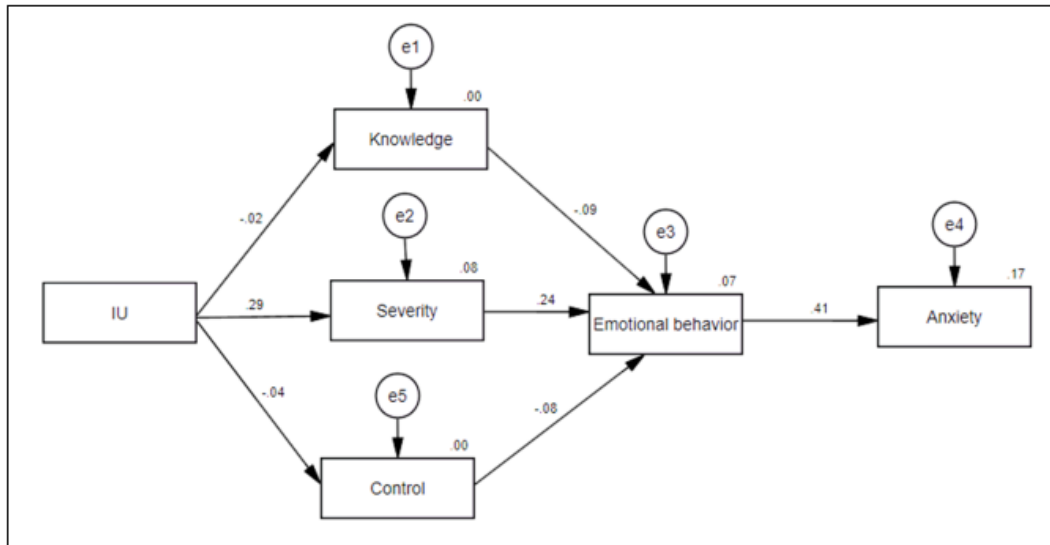 e1
.00
Knowledge
-.02
-.09
e2
.08
e3
e4
.07
.17
IU
.29
Severity
.24
Emotional behavior
.41
Anxiety
-.04
e5
-.08
.00
Control